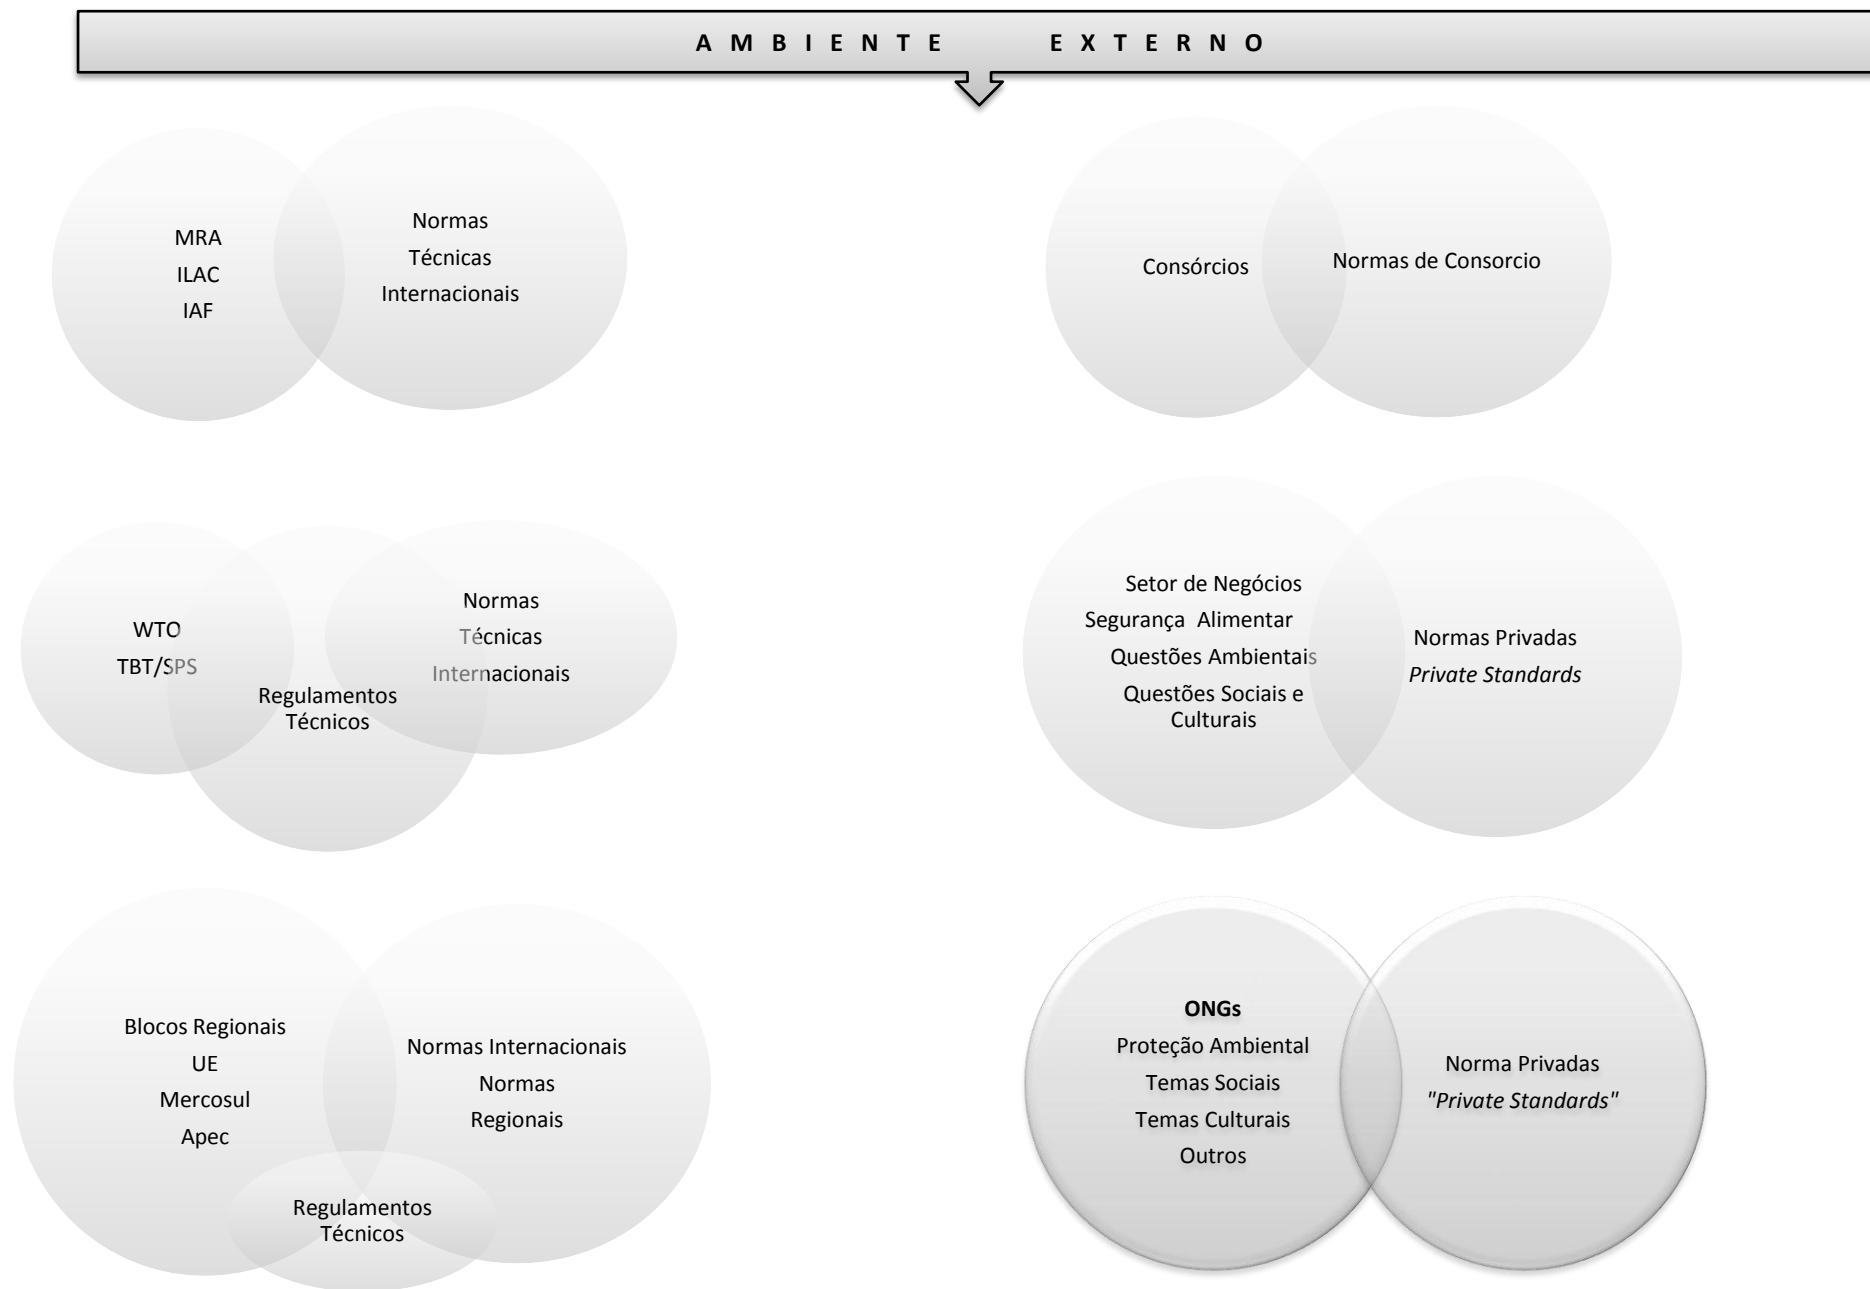 AMBIENTE EXTERNO
MRA
ILAC
IAF
Normas
Técnicas
Internacionais
Consórcios
Normas de Consorcio
WTO
TBT/SPS
Regulamentos
Técnicos
Normas
Técnicas
Internacionais
Setor de Negócios
Segurança Alimentar
Questões Ambientais
Questões Sociais e
Culturais
Normas Privadas
Private Standards
Blocos Regionais
UE
Mercosul
Apec
Normas Internacionais
Normas
Regionais
Regulamentos
Técnicos
ONGs
Proteção Ambiental
Temas Sociais
Temas Culturais
Outros
Norma Privadas
"Private Standards"